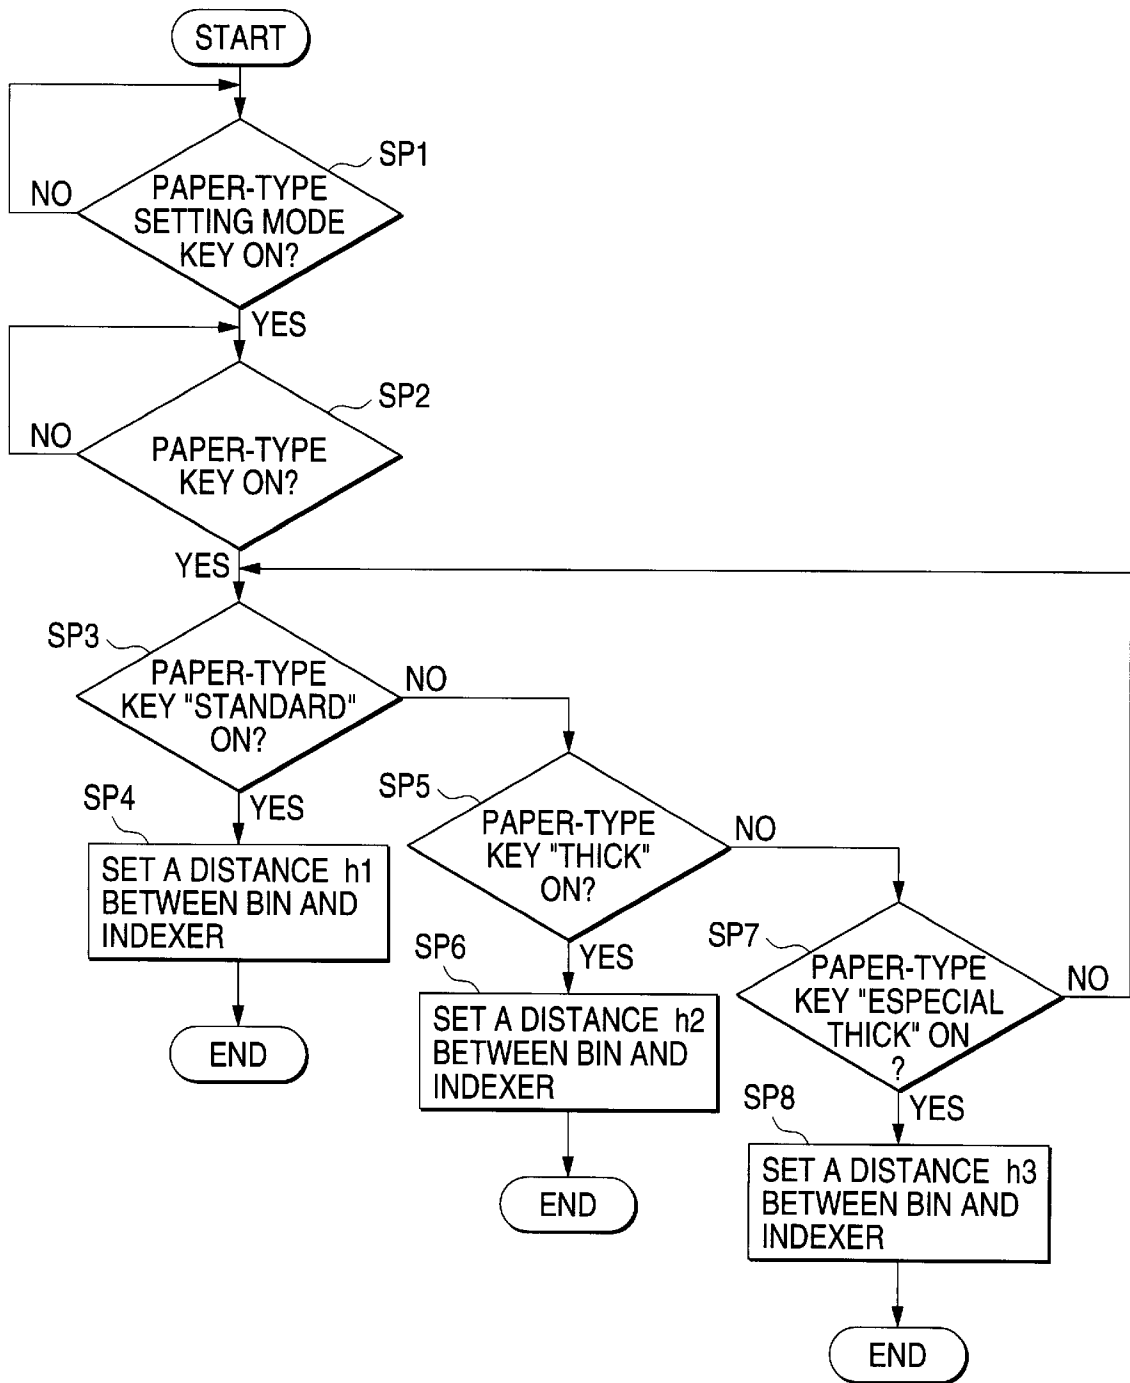 START
SP1
NO
PAPER-TYPE
SETTING MODE
KEY ON?
YES
SP2
NO
PAPER-TYPE
KEY ON?
YES
SP3
PAPER-TYPE
KEY "STANDARD"
ON?
NO
YES
SP4
SET A DISTANCE h1
BETWEEN BIN AND
INDEXER
END
SP5
PAPER-TYPE
KEY "THICK"
ON?
NO
YES
SP6
SET A DISTANCE h2
BETWEEN BIN AND
INDEXER
END
SP7
PAPER-TYPE
KEY "ESPECIAL
THICK" ON
?
NO
YES
SP8
SET A DISTANCE h3
BETWEEN BIN AND
INDEXER
END